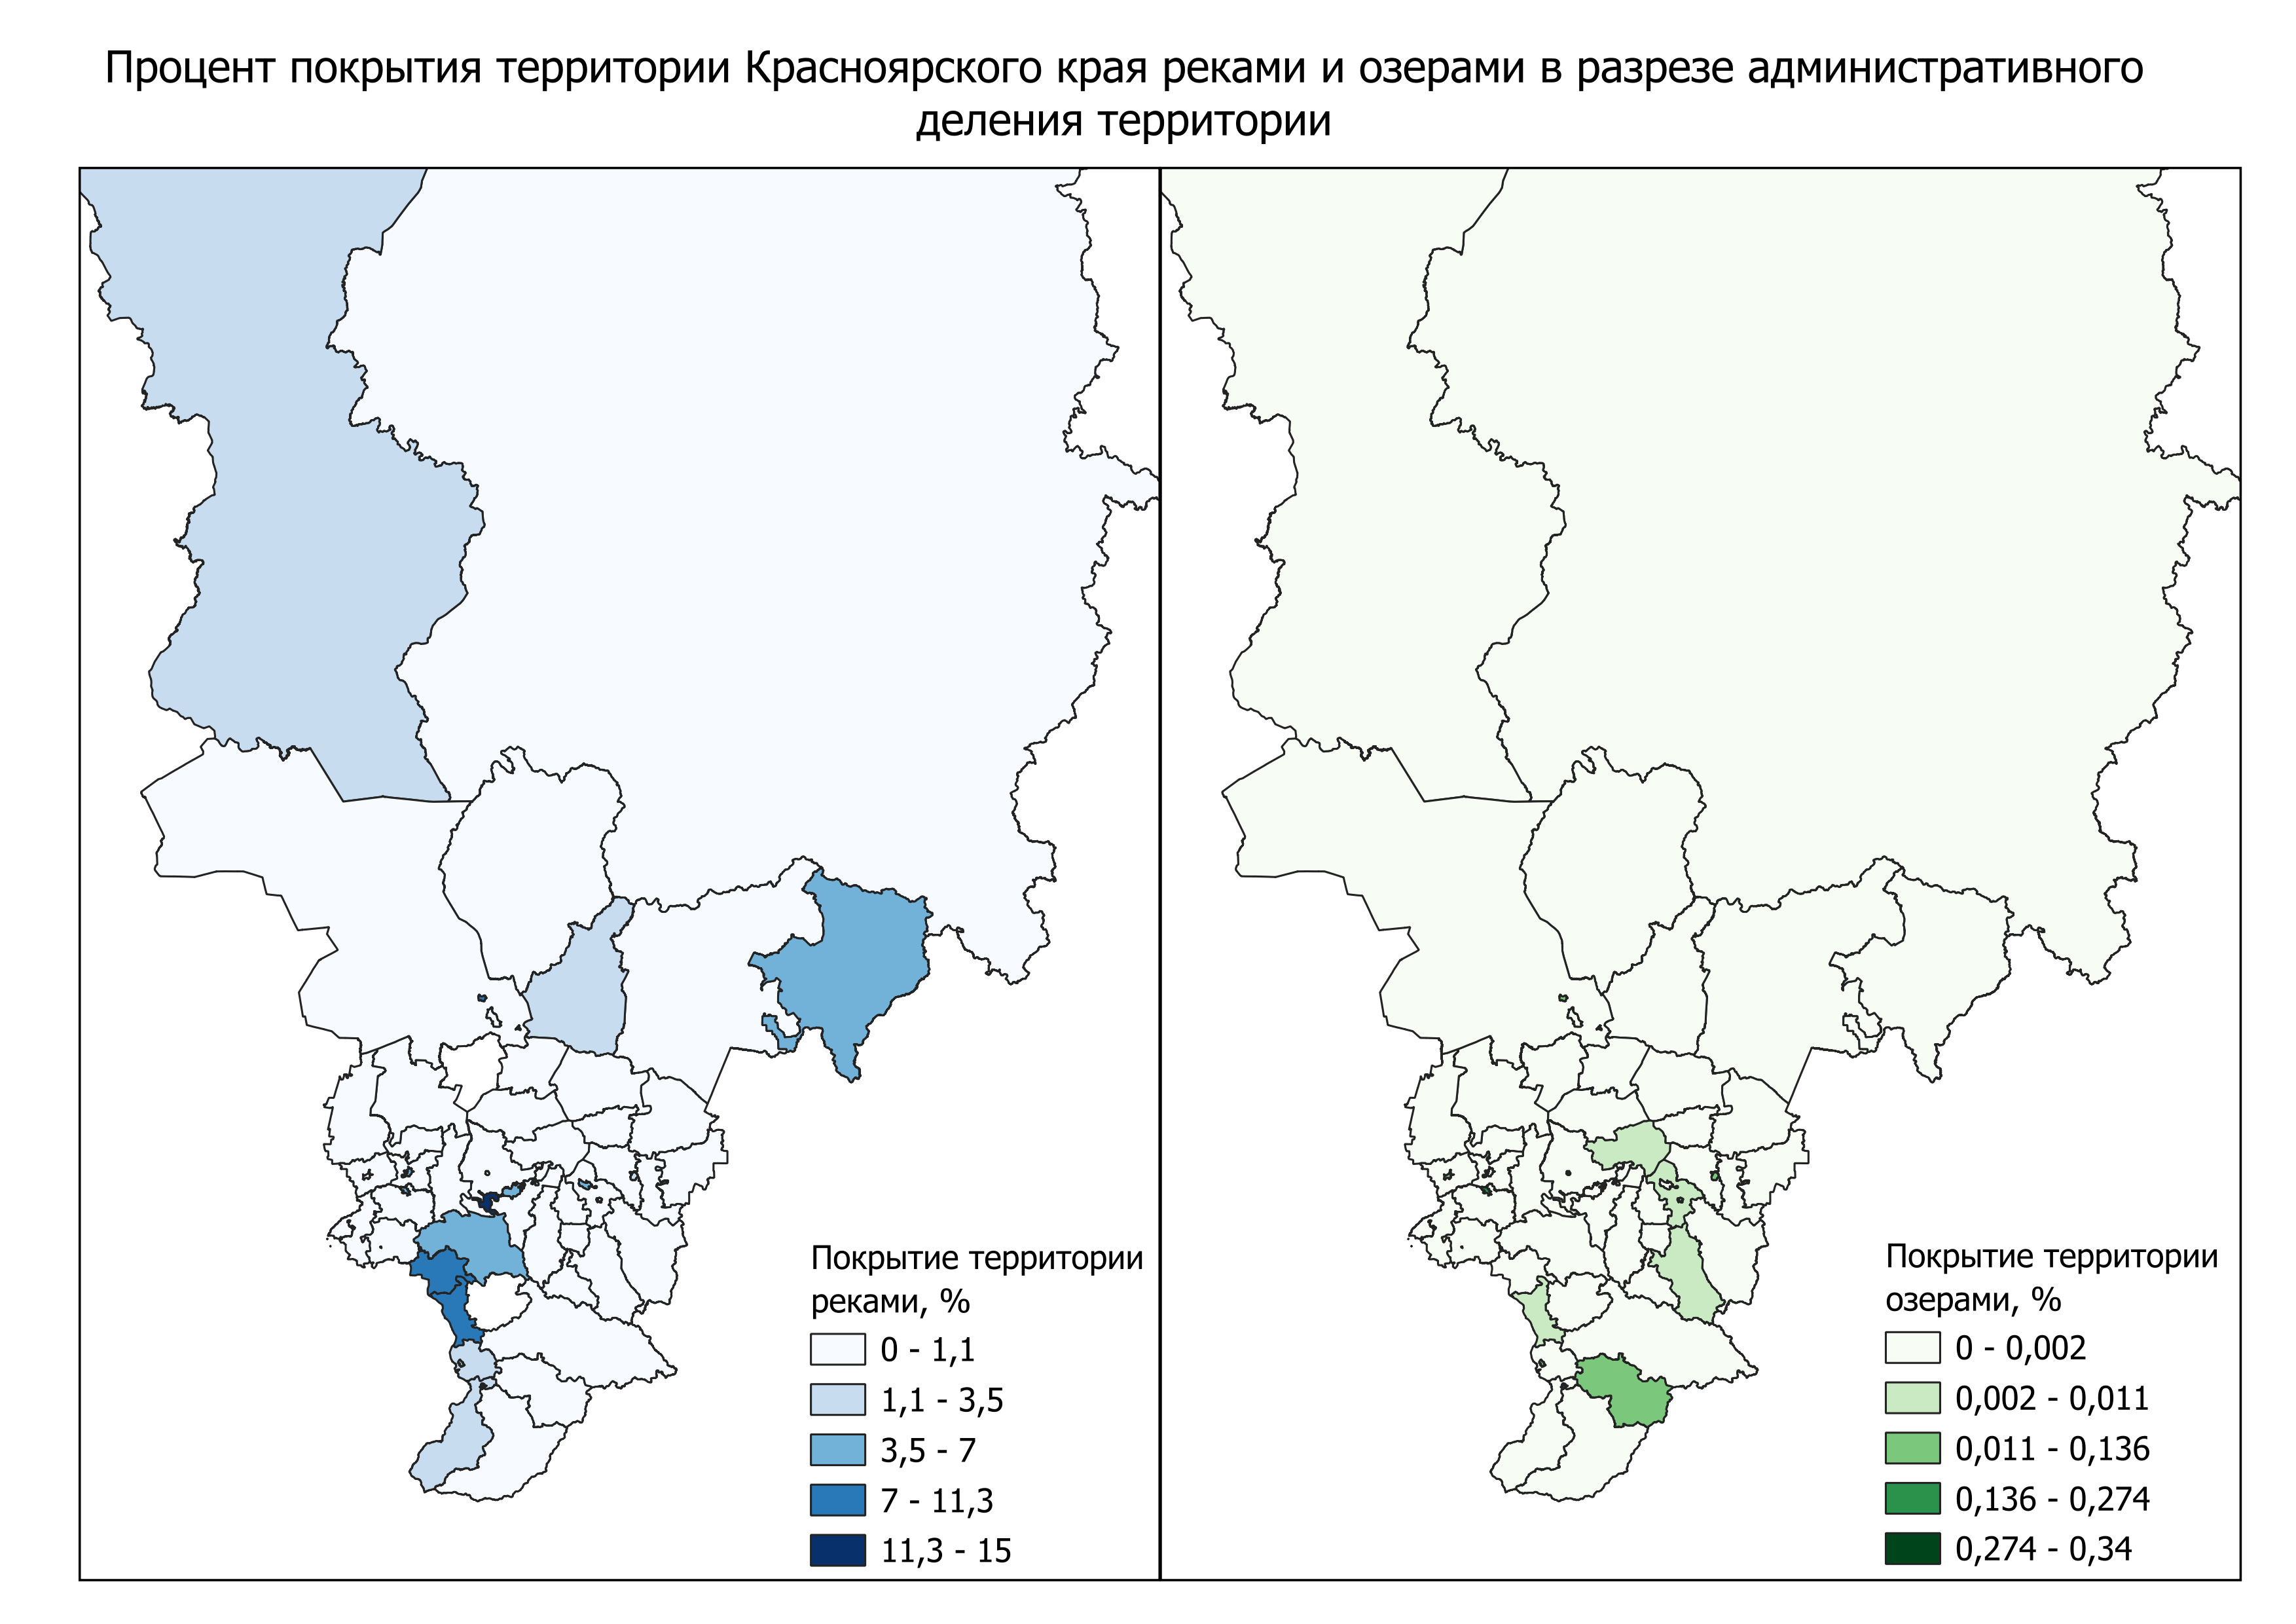 Процент покрытия территории Красноярского края реками и озерами в разрезе административного
деления территории
Покрытие территории
реками, %
0 - 1,1
1,1 - 3,5
3,5 - 7
7 - 11,3
11,3 - 15
Покрытие территории
озерами, %
0 - 0,002
0,002 - 0,011
0,011 - 0,136
0,136 - 0,274
0,274 - 0,34